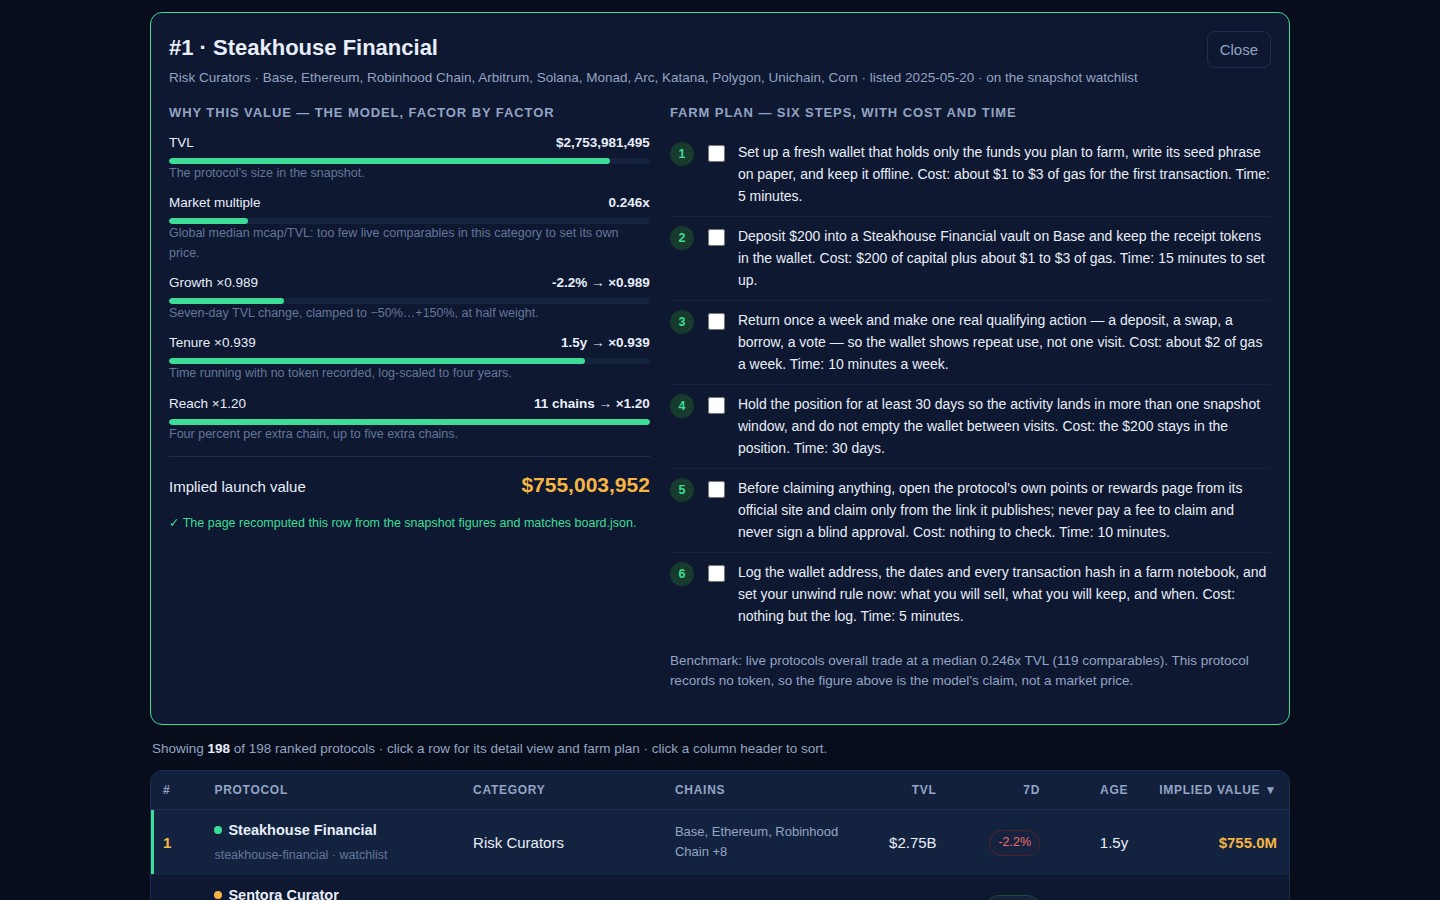 #1 · Steakhouse Financial
Close
Risk Curators · Base, Ethereum, Robinhood Chain, Arbitrum, Solana, Monad, Arc, Katana, Polygon, Unichain, Corn · listed 2025-05-20 · on the snapshot watchlist
WHY THIS VALUE — THE MODEL, FACTOR BY FACTOR
TVL $2,753,981,495
The protocol's size in the snapshot.
Market multiple 0.246x
Global median mcap/TVL: too few live comparables in this category to set its own
price.
Growth ×0.989 -2.2% → ×0.989
Seven-day TVL change, clamped to −50%…+150%, at half weight.
Tenure ×0.939 1.5y → ×0.939
Time running with no token recorded, log-scaled to four years.
Reach ×1.20 11 chains → ×1.20
Four percent per extra chain, up to five extra chains.
Implied launch value $755,003,952
✓ The page recomputed this row from the snapshot figures and matches board.json.
FARM PLAN — SIX STEPS, WITH COST AND TIME
1 Set up a fresh wallet that holds only the funds you plan to farm, write its seed phrase
on paper, and keep it offline. Cost: about $1 to $3 of gas for the first transaction. Time:
5 minutes.
2 Deposit $200 into a Steakhouse Financial vault on Base and keep the receipt tokens
in the wallet. Cost: $200 of capital plus about $1 to $3 of gas. Time: 15 minutes to set
up.
3 Return once a week and make one real qualifying action — a deposit, a swap, a
borrow, a vote — so the wallet shows repeat use, not one visit. Cost: about $2 of gas
a week. Time: 10 minutes a week.
4 Hold the position for at least 30 days so the activity lands in more than one snapshot
window, and do not empty the wallet between visits. Cost: the $200 stays in the
position. Time: 30 days.
5 Before claiming anything, open the protocol's own points or rewards page from its
official site and claim only from the link it publishes; never pay a fee to claim and
never sign a blind approval. Cost: nothing to check. Time: 10 minutes.
6 Log the wallet address, the dates and every transaction hash in a farm notebook, and
set your unwind rule now: what you will sell, what you will keep, and when. Cost:
nothing but the log. Time: 5 minutes.
Benchmark: live protocols overall trade at a median 0.246x TVL (119 comparables). This protocol
records no token, so the figure above is the model's claim, not a market price.
Showing 198 of 198 ranked protocols · click a row for its detail view and farm plan · click a column header to sort.
# PROTOCOL CATEGORY CHAINS TVL 7D AGE IMPLIED VALUE ▼
1 Steakhouse Financial Risk Curators Base, Ethereum, Robinhood $2.75B -2.2% 1.5y $755.0M
steakhouse-financial · watchlist Chain +8
Sentora Curator